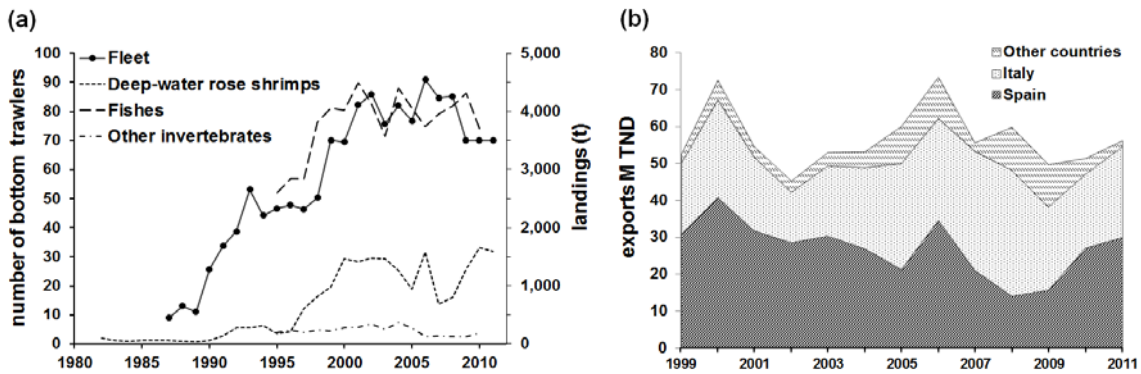 (a)
Fleet
Deep-water rose shrimps
Fishes
Other invertebrates
number of bottom trawlers
100
90
80
70
60
50
40
30
20
10
0
5,000
4,000
3,000
2,000
1,000
0
landings (t)
1980 1985 1990 1995 2000 2005 2010
(b)
Other countries
Italy
Spain
exports M TND
80
70
60
50
40
30
20
10
0
1999 2001 2003 2005 2007 2009 2011